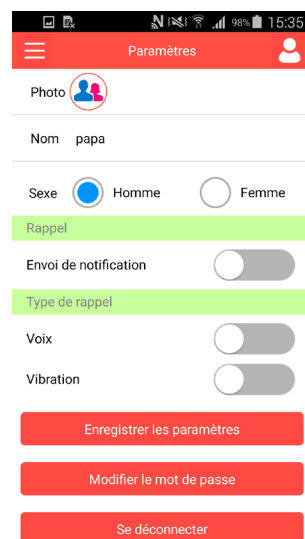 98% 15:35
Paramètres
Photo
Nom papa
Sexe Homme Femme
Rappel
Envoi de notification
Type de rappel
Voix
Vibration
Enregistrer les paramètres
Modifier le mot de passe
Se déconnecter